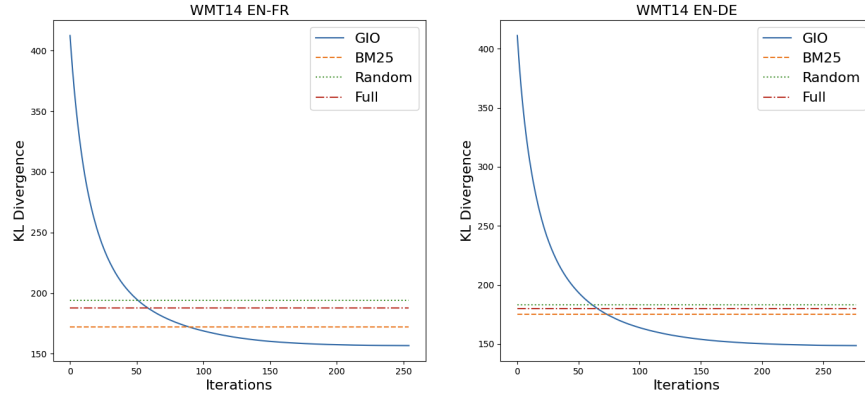 WMT14 EN-FR
400
350
300
250
200
150
0
50
100
150
200
250
KL Divergence
Iterations
GIO
BM25
Random
Full
WMT14 EN-DE
400
350
300
250
200
150
0
50
100
150
200
250
KL Divergence
Iterations
GIO
BM25
Random
Full